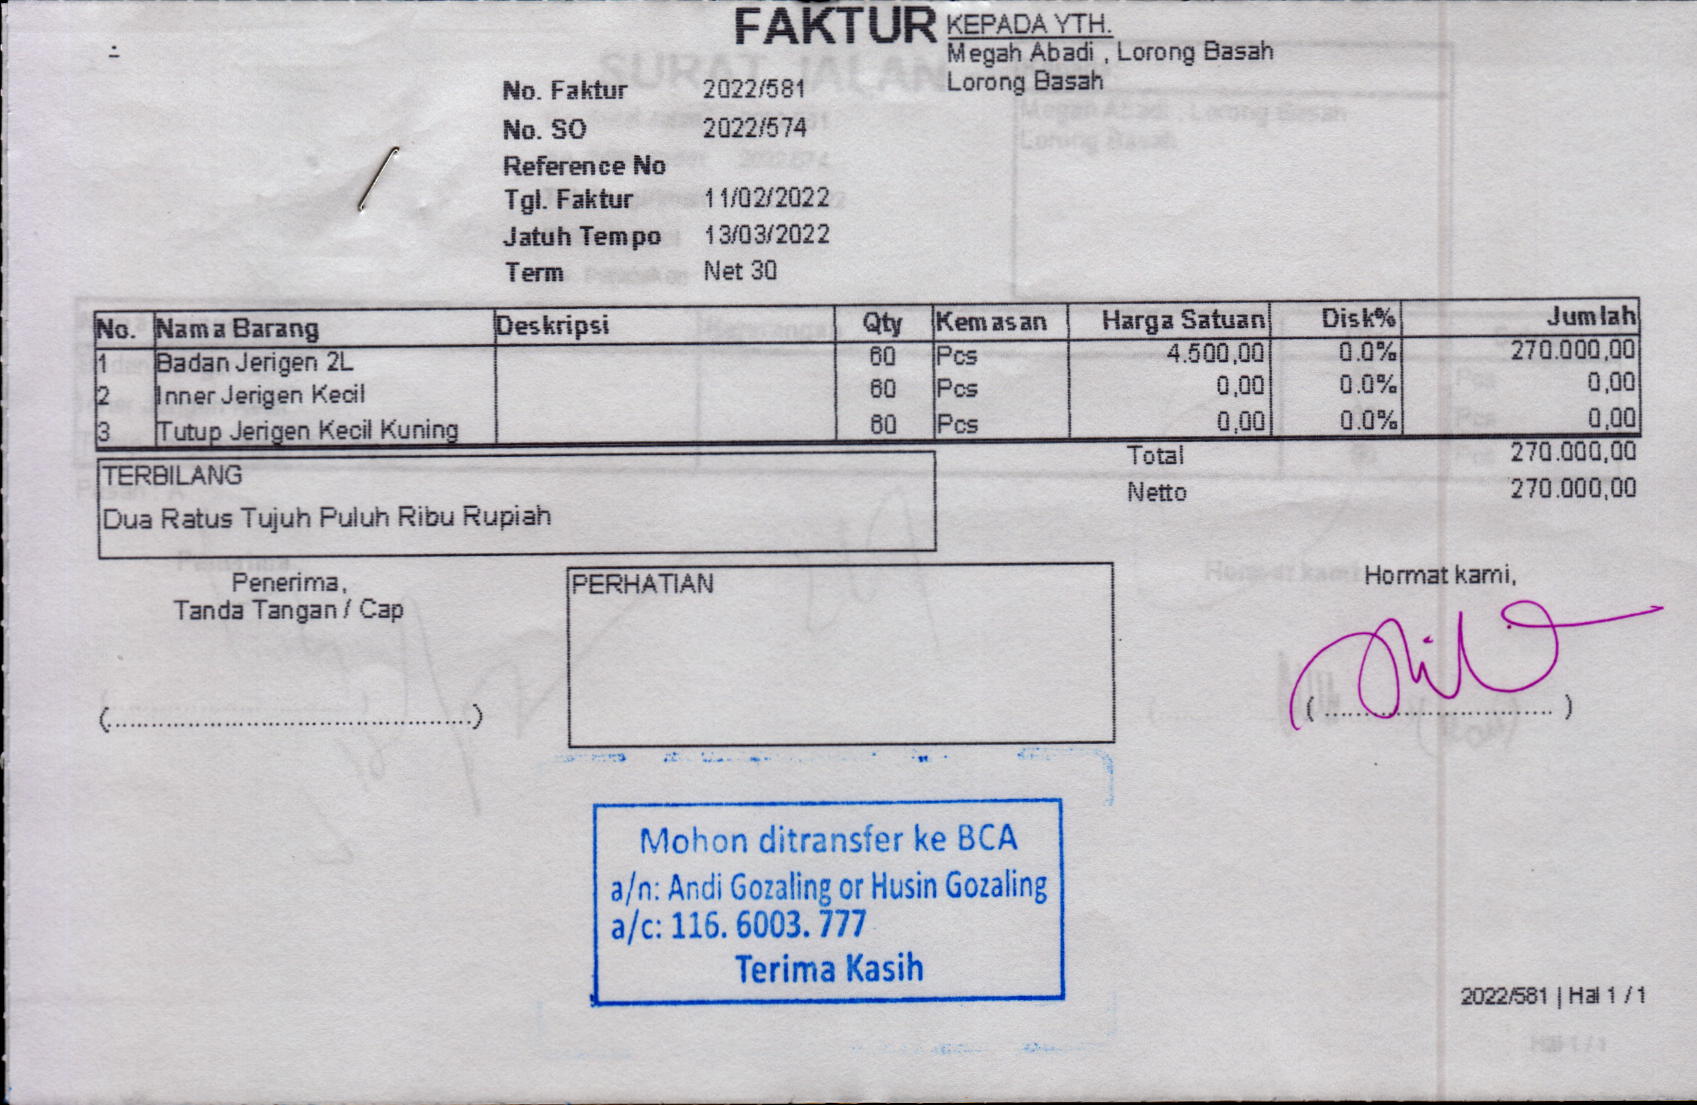 FAKTUR
KEPADA YTH.
Megah Abadi , Lorong Basah
Lorong Basah
No. Faktur 2022/581
No. SO 2022/574
Reference No
Tgl. Faktur 11/02/2022
Jatuh Tempo 13/03/2022
Term Net 30
No. Nama Barang Deskripsi Qty Kemasan Harga Satuan Disk% Jumlah
1 Badan Jerigen 2L 60 Pcs 4.500,00 0.0% 270.000,00
2 Inner Jerigen Kecil 60 Pcs 0,00 0.0% 0,00
3 Tutup Jerigen Kecil Kuning 60 Pcs 0,00 0.0% 0,00
Total 270.000,00
Netto 270.000,00
TERBILANG
Dua Ratus Tujuh Puluh Ribu Rupiah
Penerima,
Tanda Tangan / Cap
(.................................................)
PERHATIAN
Hormat kami,
( ............................... )
Mohon ditransfer ke BCA
a/n: Andi Gozaling or Husin Gozaling
a/c: 116. 6003. 777
Terima Kasih
2022/581 | Hal 1 / 1